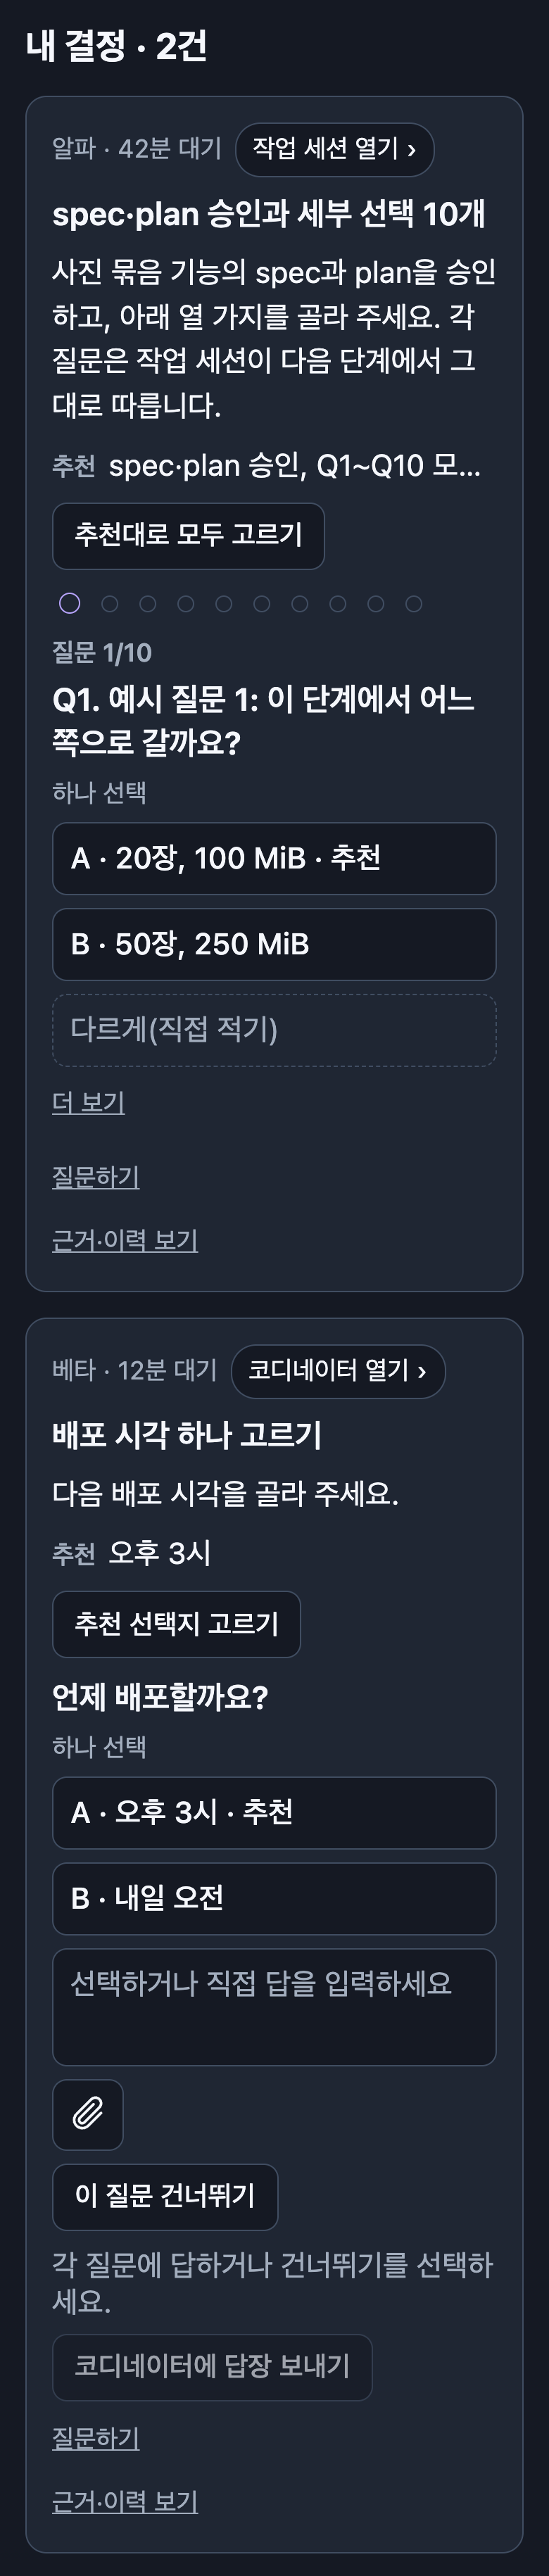 내 결정 · 2건
알파 · 42분 대기 작업 세션 열기 ›
spec·plan 승인과 세부 선택 10개
사진 묶음 기능의 spec과 plan을 승인
하고, 아래 열 가지를 골라 주세요. 각
질문은 작업 세션이 다음 단계에서 그
대로 따릅니다.
추천 spec·plan 승인, Q1~Q10 모...
추천대로 모두 고르기
질문 1/10
Q1. 예시 질문 1: 이 단계에서 어느
쪽으로 갈까요?
하나 선택
A · 20장, 100 MiB · 추천
B · 50장, 250 MiB
다르게(직접 적기)
더 보기
질문하기
근거·이력 보기
베타 · 12분 대기 코디네이터 열기 ›
배포 시각 하나 고르기
다음 배포 시각을 골라 주세요.
추천 오후 3시
추천 선택지 고르기
언제 배포할까요?
하나 선택
A · 오후 3시 · 추천
B · 내일 오전
선택하거나 직접 답을 입력하세요
이 질문 건너뛰기
각 질문에 답하거나 건너뛰기를 선택하
세요.
코디네이터에 답장 보내기
질문하기
근거·이력 보기